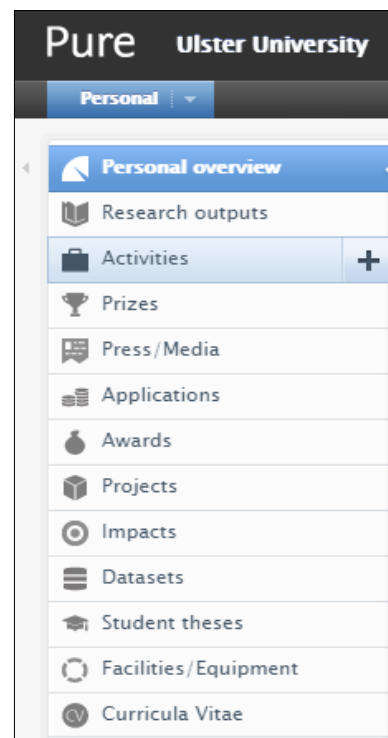 Pure Ulster University
Personal
Personal overview
Research outputs
Activities
Prizes
Press/Media
Applications
Awards
Projects
Impacts
Datasets
Student theses
Facilities/Equipment
CV Curricula Vitae